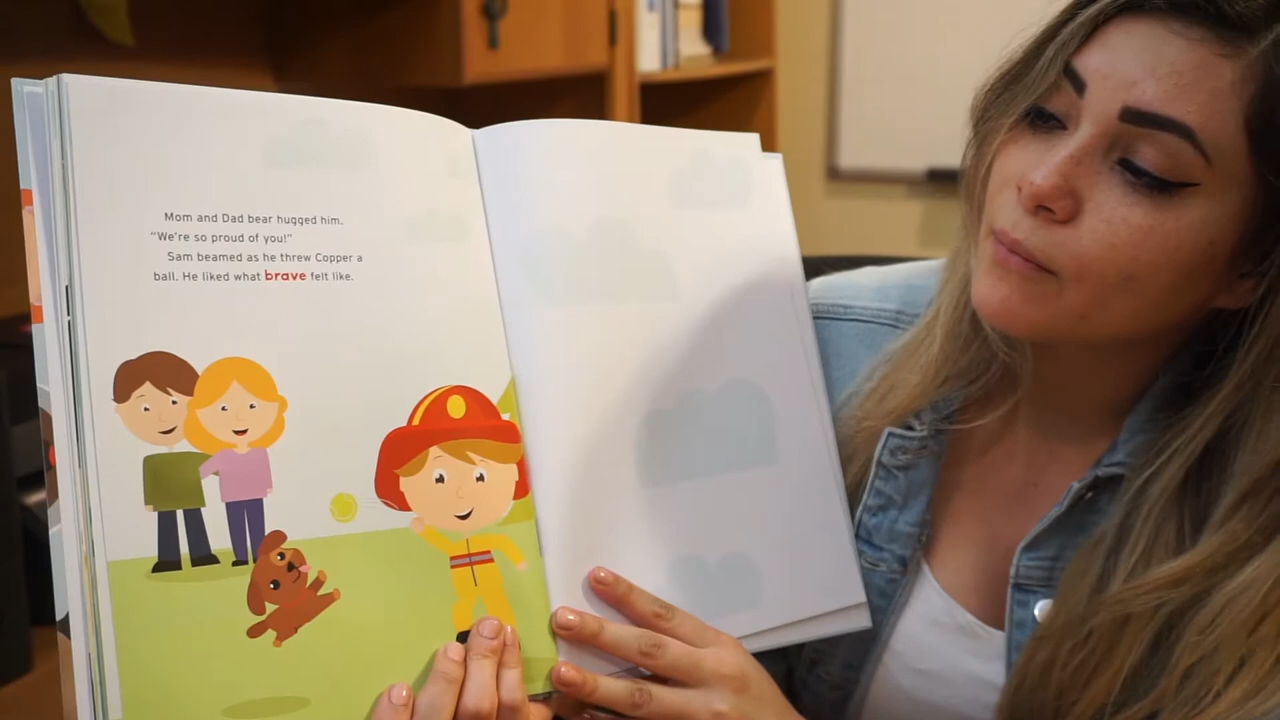 Mom and Dad bear hugged him.
"We're so proud of you!"
Sam beamed as he threw Copper a
ball. He liked what brave felt like.